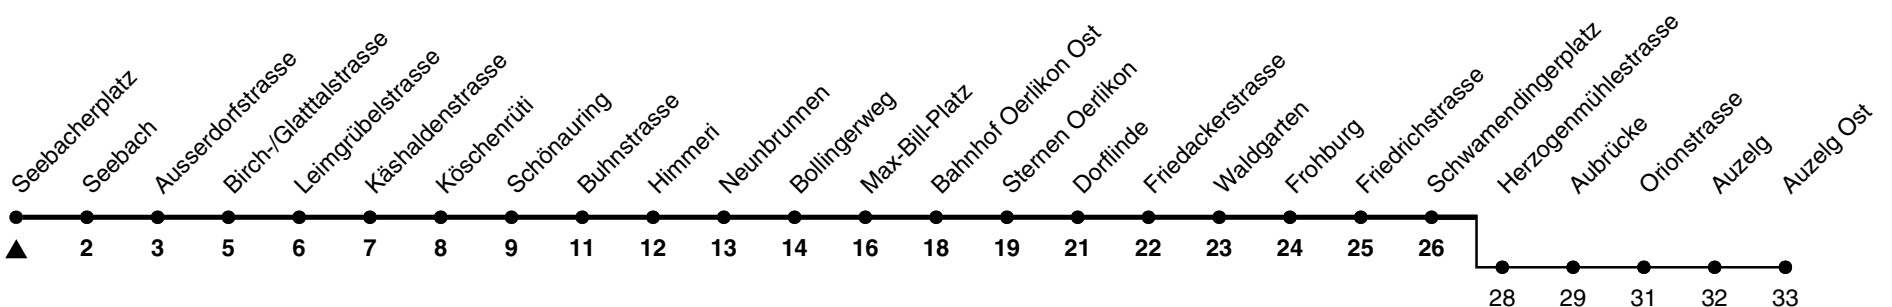 Seebacherplatz
Seebach
Ausserdorfstrasse
Birch-/Glatttalstrasse
Leimgrübelstrasse
Käshaldenstrasse
Köschenrüti
Schönauring
Buhnstrasse
Himmeri
Neunbrunnen
Bollingerweg
Max-Bill-Platz
Bahnhof Oerlikon Ost
Sternen Oerlikon
Dorflinde
Friedackerstrasse
Waldgarten
Frohburg
Friedrichstrasse
Schwamendingerplatz
Herzogenmühlestrasse
Aubrücke
Orionstrasse
Auzelg
Auzelg Ost
2 3 5 6 7 8 9 11 12 13 14 16 18 19 21 22 23 24 25 26
28 29 31 32 33